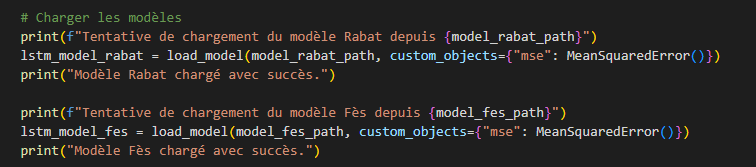 # Charger les modèles
print(f"Tentative de chargement du modèle Rabat depuis {model_rabat_path}")
lstm_model_rabat = load_model(model_rabat_path, custom_objects={"mse": MeanSquaredError()})
print("Modèle Rabat chargé avec succès.")
print(f"Tentative de chargement du modèle Fès depuis {model_fes_path}")
lstm_model_fes = load_model(model_fes_path, custom_objects={"mse": MeanSquaredError()})
print("Modèle Fès chargé avec succès.")